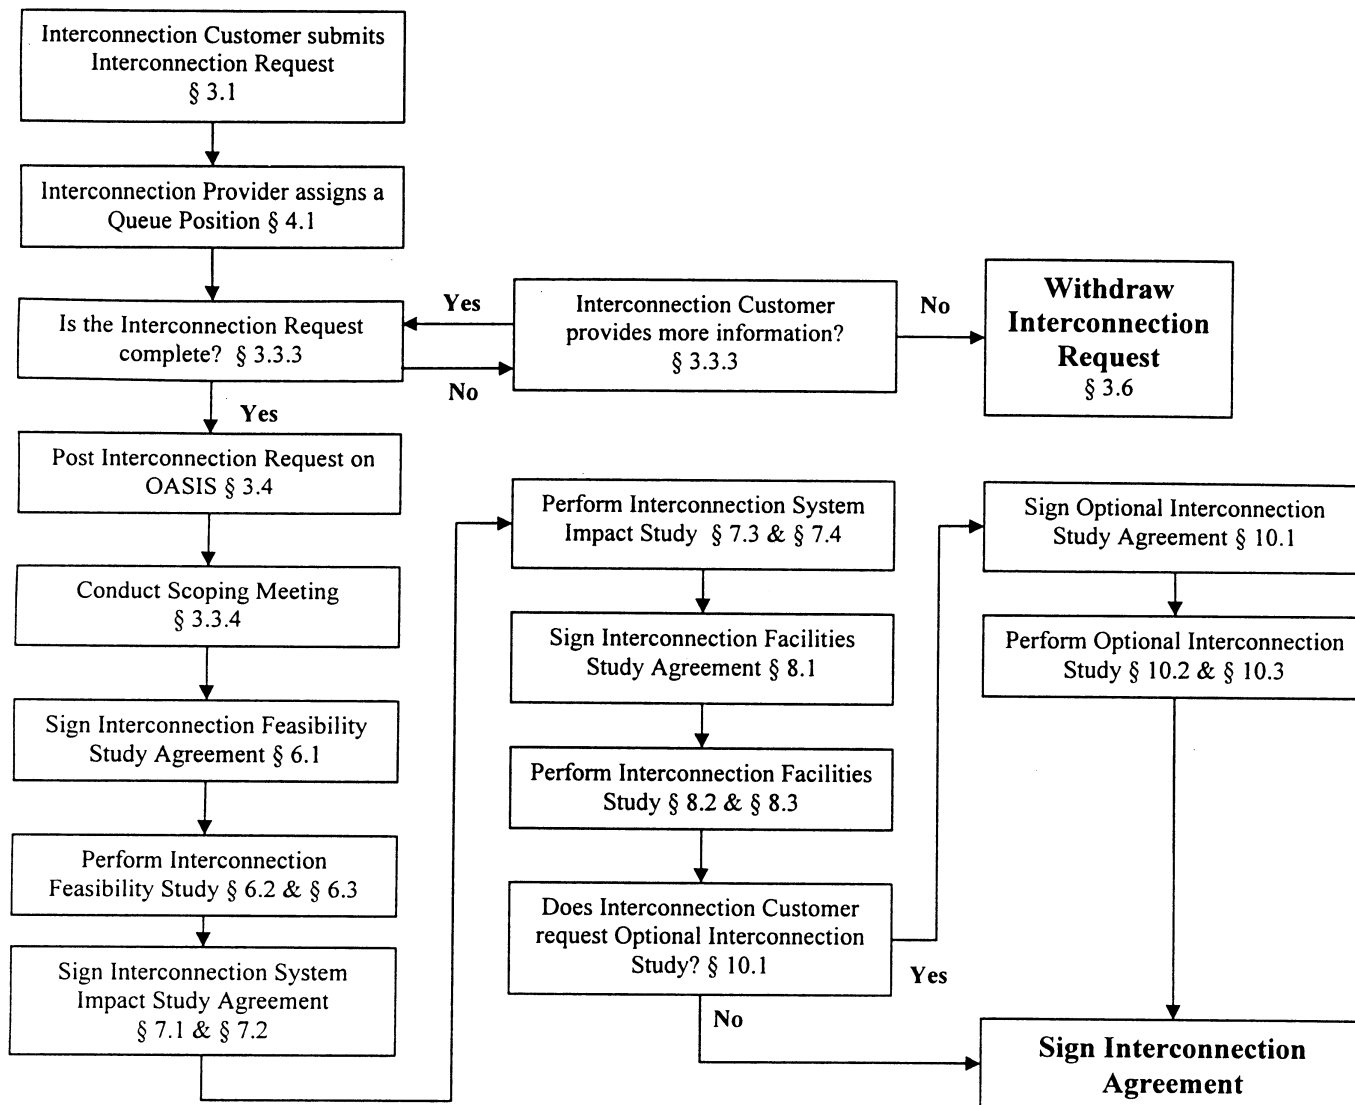 Interconnection Customer submits
Interconnection Request
§ 3.1
Interconnection Provider assigns a
Queue Position § 4.1
Is the Interconnection Request
complete? § 3.3.3
Yes
No
Interconnection Customer
provides more information?
§ 3.3.3
No
Withdraw
Interconnection
Request
§ 3.6
Yes
Post Interconnection Request on
OASIS § 3.4
Conduct Scoping Meeting
§ 3.3.4
Sign Interconnection Feasibility
Study Agreement § 6.1
Perform Interconnection
Feasibility Study § 6.2 & § 6.3
Sign Interconnection System
Impact Study Agreement
§ 7.1 & § 7.2
Perform Interconnection System
Impact Study § 7.3 & § 7.4
Sign Interconnection Facilities
Study Agreement § 8.1
Perform Interconnection Facilities
Study § 8.2 & § 8.3
Does Interconnection Customer
request Optional Interconnection
Study? § 10.1
Yes
No
Sign Optional Interconnection
Study Agreement § 10.1
Perform Optional Interconnection
Study § 10.2 & § 10.3
Sign Interconnection
Agreement